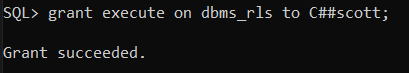 SQL> grant execute on dbms_rls to C##scott;
Grant succeeded.